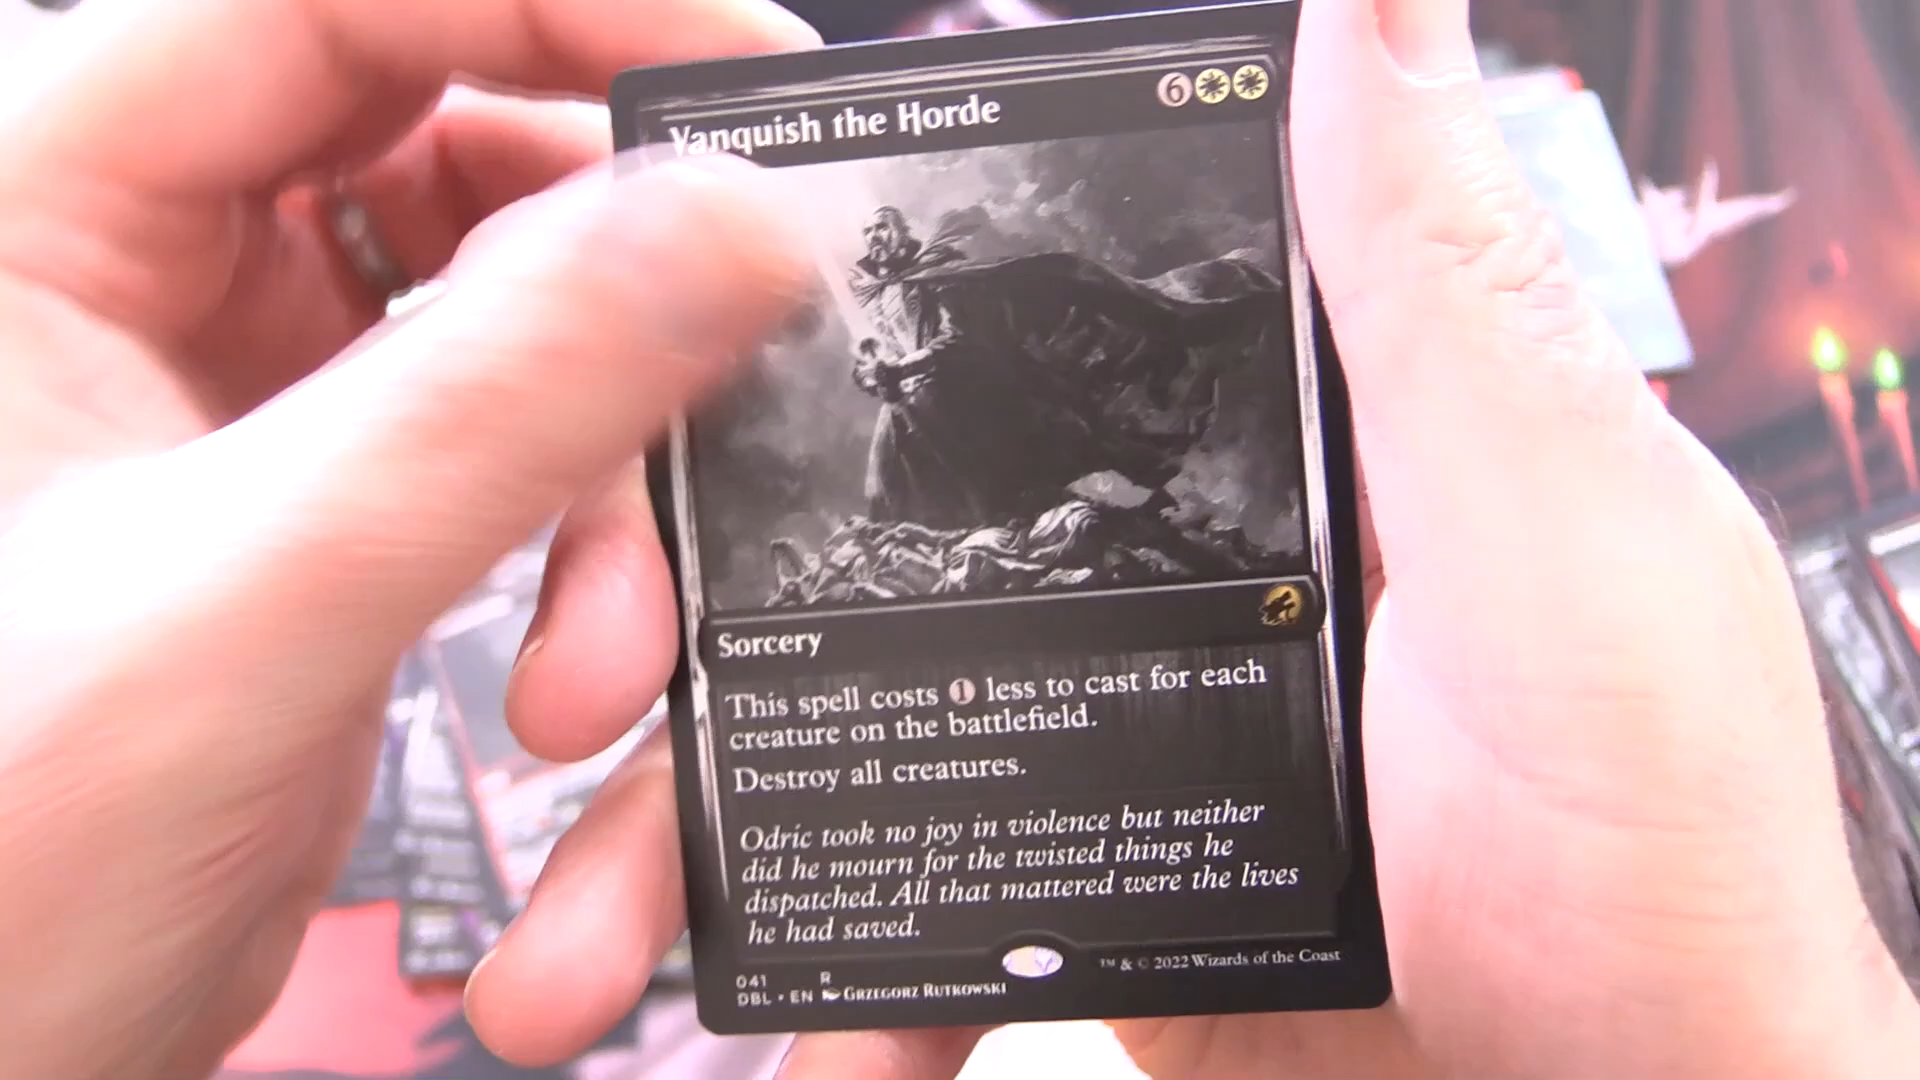 Vanquish the Horde
6
Sorcery
This spell costs 1 less to cast for each
creature on the battlefield.
Destroy all creatures.
Odric took no joy in violence but neither
did he mourn for the twisted things he
dispatched. All that mattered were the lives
he had saved.
041 R
DBL • EN Grzegorz Rutkowski
™ & © 2022 Wizards of the Coast